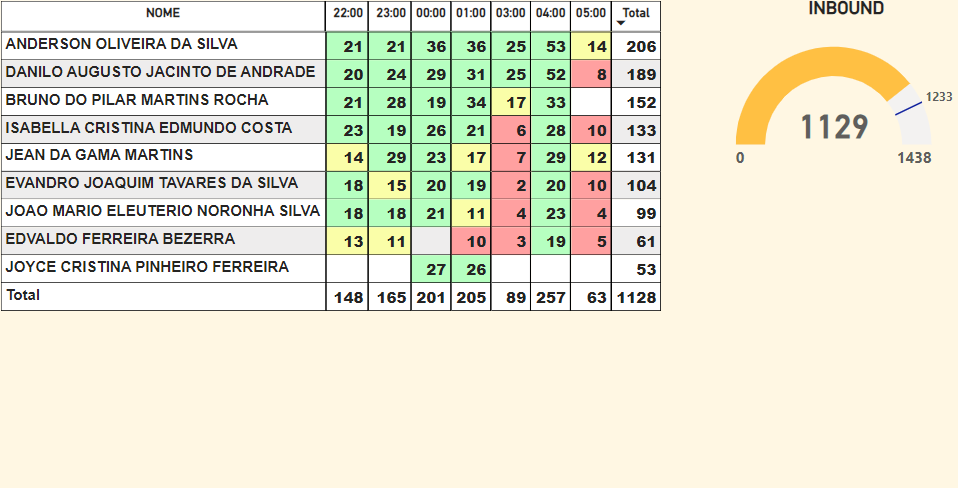 NOME 22:00 23:00 00:00 01:00 03:00 04:00 05:00 Total
ANDERSON OLIVEIRA DA SILVA 21 21 36 36 25 53 14 206
DANILO AUGUSTO JACINTO DE ANDRADE 20 24 29 31 25 52 8 189
BRUNO DO PILAR MARTINS ROCHA 21 28 19 34 17 33 152
ISABELLA CRISTINA EDMUNDO COSTA 23 19 26 21 6 28 10 133
JEAN DA GAMA MARTINS 14 29 23 17 7 29 12 131
EVANDRO JOAQUIM TAVARES DA SILVA 18 15 20 19 2 20 10 104
JOAO MARIO ELEUTERIO NORONHA SILVA 18 18 21 11 4 23 4 99
EDVALDO FERREIRA BEZERRA 13 11 10 3 19 5 61
JOYCE CRISTINA PINHEIRO FERREIRA 27 26 53
Total 148 165 201 205 89 257 63 1128
INBOUND
1233
1129
0 1438